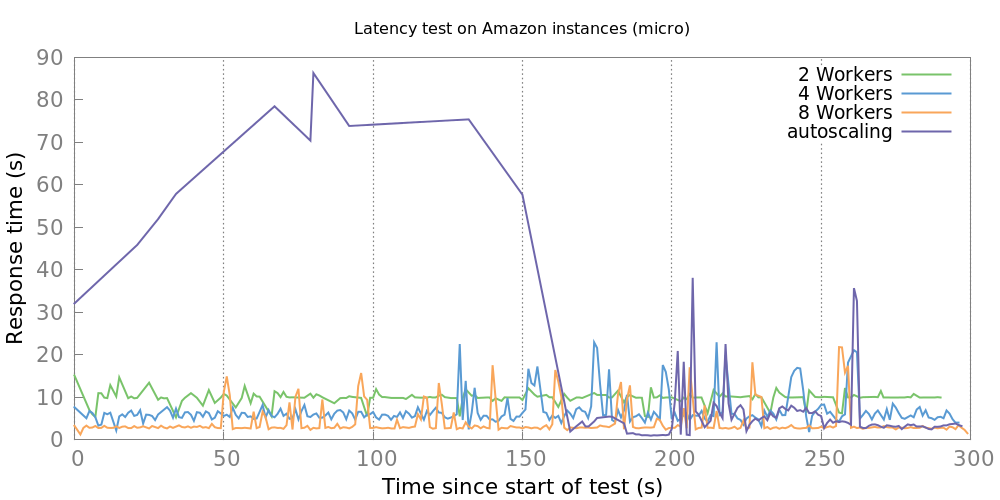 Latency test on Amazon instances (micro)
90
80
70
60
50
40
30
20
10
0
Response time (s)
2 Workers
4 Workers
8 Workers
autoscaling
0 50 100 150 200 250 300
Time since start of test (s)